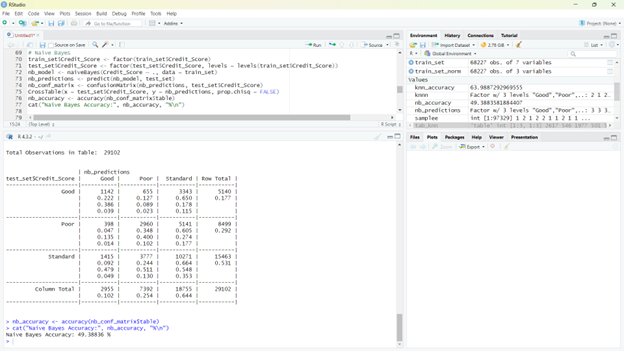 RStudio
File Edit Code View Plots Session Build Debug Profile Tools Help
Go to file/function
Addins
Project: (None)
Untitled1*
Source on Save
Run
Source
69 # Naive Bayes
70 train_set$Credit_Score <- factor(train_set$Credit_Score)
71 test_set$Credit_Score <- factor(test_set$Credit_Score, levels = levels(train_set$Credit_Score))
72 nb_model <- naiveBayes(Credit_Score ~ ., data = train_set)
73 nb_predictions <- predict(nb_model, test_set)
74 nb_conf_matrix <- confusionMatrix(nb_predictions, test_set$Credit_Score)
75 CrossTable(x = test_set$Credit_Score, y = nb_predictions, prop.chisq = FALSE)
76 nb_accuracy <- accuracy(nb_conf_matrix$table)
77 cat("Naive Bayes Accuracy:", nb_accuracy, "%\n")
78
(Top Level)
R Script
R 4.3.2
Total Observations in Table: 29102
| nb_predictions
test_set$Credit_Score | Good | Poor | Standard | Row Total |
Good | 1142 | 655 | 3343 | 5140 |
| 0.222 | 0.127 | 0.650 | 0.177 |
| 0.386 | 0.089 | 0.178 | |
| 0.039 | 0.023 | 0.115 | |
Poor | 398 | 2960 | 5141 | 8499 |
| 0.047 | 0.348 | 0.605 | 0.292 |
| 0.135 | 0.400 | 0.274 | |
| 0.014 | 0.102 | 0.177 | |
Standard | 1415 | 3777 | 10271 | 15463 |
| 0.092 | 0.244 | 0.664 | 0.531 |
| 0.479 | 0.511 | 0.548 | |
| 0.049 | 0.130 | 0.353 | |
Column Total | 2955 | 7392 | 18755 | 29102 |
| 0.102 | 0.254 | 0.644 | |
> nb_accuracy <- accuracy(nb_conf_matrix$table)
> cat("Naive Bayes Accuracy:", nb_accuracy, "%\n")
Naive Bayes Accuracy: 49.38836 %
>
Environment History Connections Tutorial
Import Dataset
2.79 GiB
List
R
Global Environment
train_set 68227 obs. of 7 variables
test_set_norm 68227 obs. of 3 variables
Values
knn_accuracy 63.9887292969555
knnn Factor w/ 3 levels "Good","Poor",..: 2 1 2…
nb_accuracy 49.3883581884407
nb_predictions Factor w/ 3 levels "Good","Poor",..: 3 3 3…
samplee int [1:97329] 1 2 1 2 2 1 1 2 1 1 ...
Files Plots Packages Help Viewer Presentation
Zoom
Export